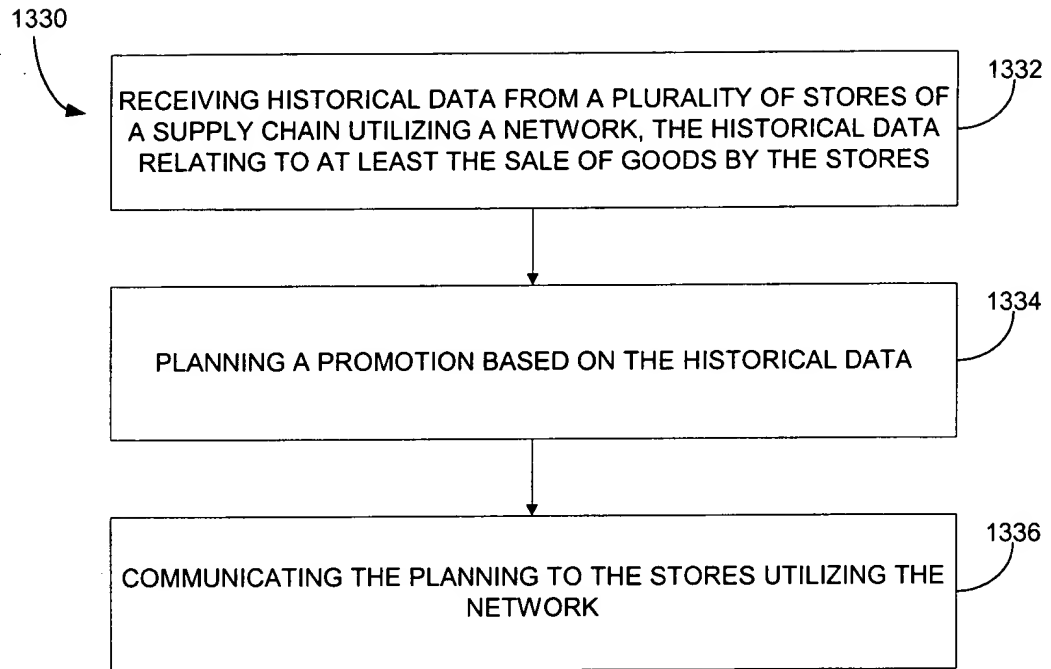 1330
1332
RECEIVING HISTORICAL DATA FROM A PLURALITY OF STORES OF
A SUPPLY CHAIN UTILIZING A NETWORK, THE HISTORICAL DATA
RELATING TO AT LEAST THE SALE OF GOODS BY THE STORES
1334
PLANNING A PROMOTION BASED ON THE HISTORICAL DATA
1336
COMMUNICATING THE PLANNING TO THE STORES UTILIZING THE
NETWORK